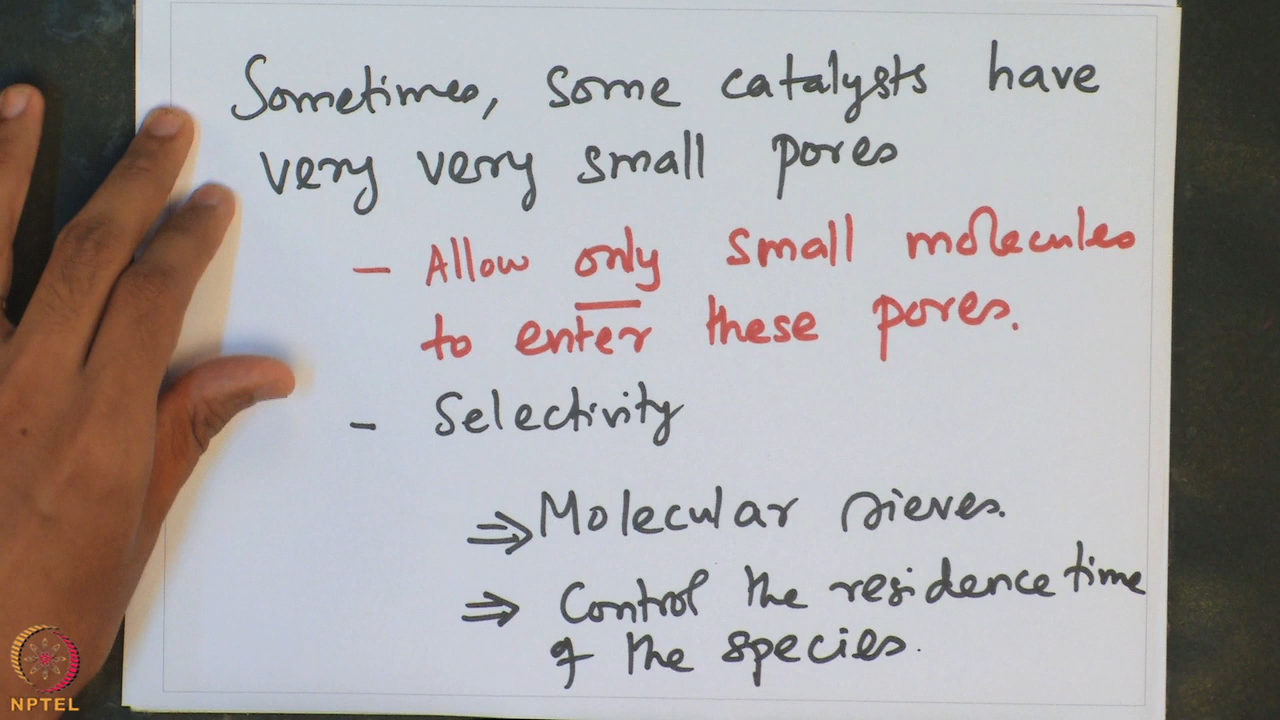 Sometimes, some catalysts have
very very small pores
- Allow only small molecules
to enter these pores.
- Selectivity
⇒ Molecular sieves.
⇒ Control the residence time
of the species.
NPTEL